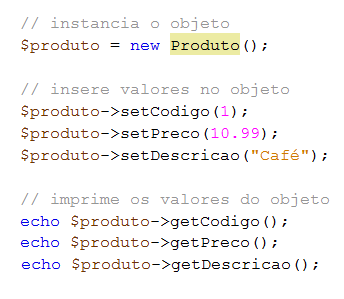 // instancia o objeto
$produto = new Produto();
// insere valores no objeto
$produto->setCodigo(1);
$produto->setPreco(10.99);
$produto->setDescricao("Café");
// imprime os valores do objeto
echo $produto->getCodigo();
echo $produto->getPreco();
echo $produto->getDescricao();